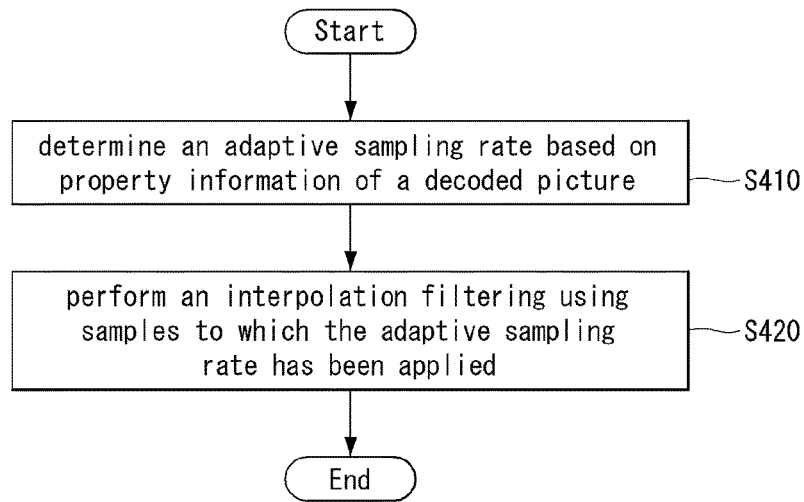 Start
determine an adaptive sampling rate based on
property information of a decoded picture
S410
perform an interpolation filtering using
samples to which the adaptive sampling
rate has been applied
S420
End